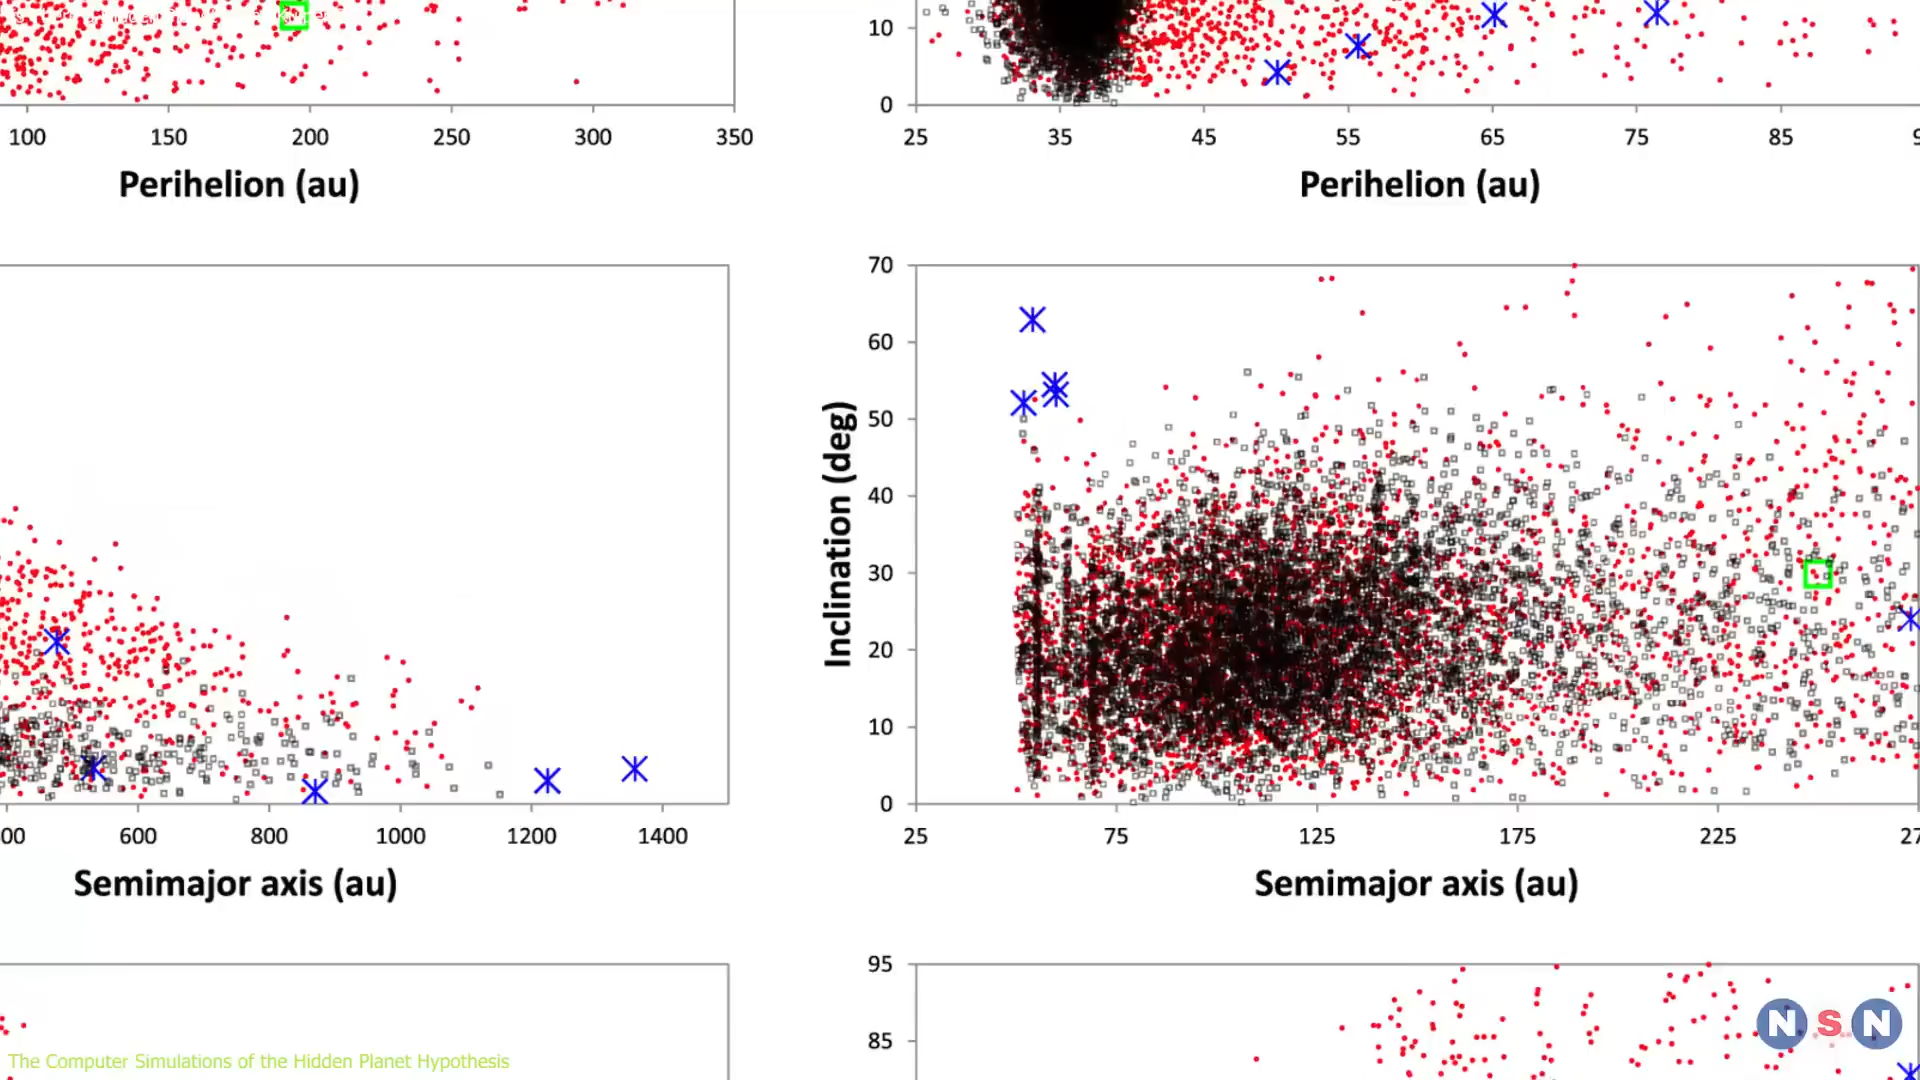 10
0
100 150 200 250 300 350
25 35 45 55 65 75 85
Perihelion (au)
Perihelion (au)
70
60
50
40
30
20
10
0
Inclination (deg)
600 800 1000 1200 1400
25 75 125 175 225
Semimajor axis (au)
Semimajor axis (au)
95
85
N S N
The Computer Simulations of the Hidden Planet Hypothesis